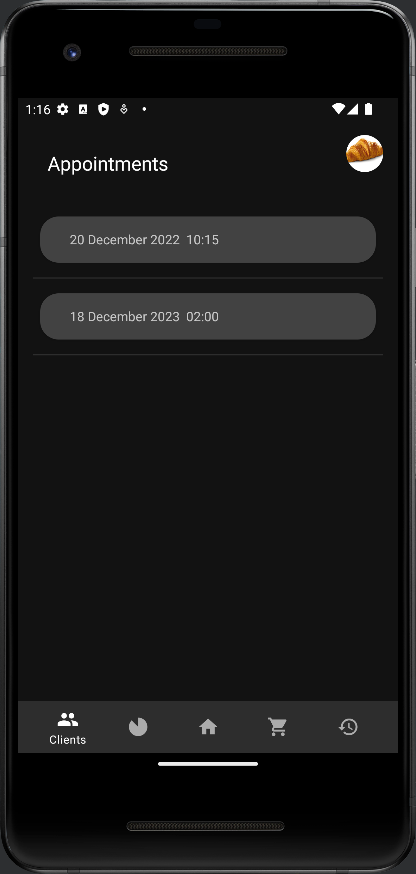 1:16
Appointments
20 December 2022 10:15
18 December 2023 02:00
Clients